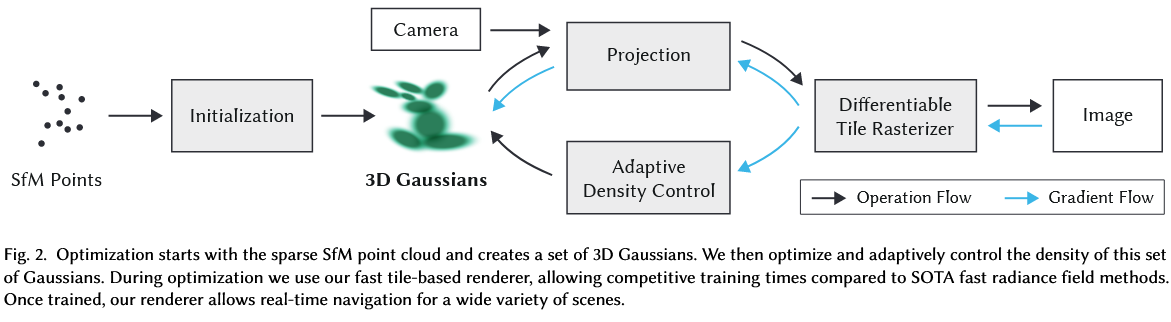 Camera
Projection
Initialization
Differentiable
Tile Rasterizer
Image
SfM Points
3D Gaussians
Adaptive
Density Control
Operation Flow
Gradient Flow
Fig. 2. Optimization starts with the sparse SfM point cloud and creates a set of 3D Gaussians. We then optimize and adaptively control the density of this set
of Gaussians. During optimization we use our fast tile-based renderer, allowing competitive training times compared to SOTA fast radiance field methods.
Once trained, our renderer allows real-time navigation for a wide variety of scenes.